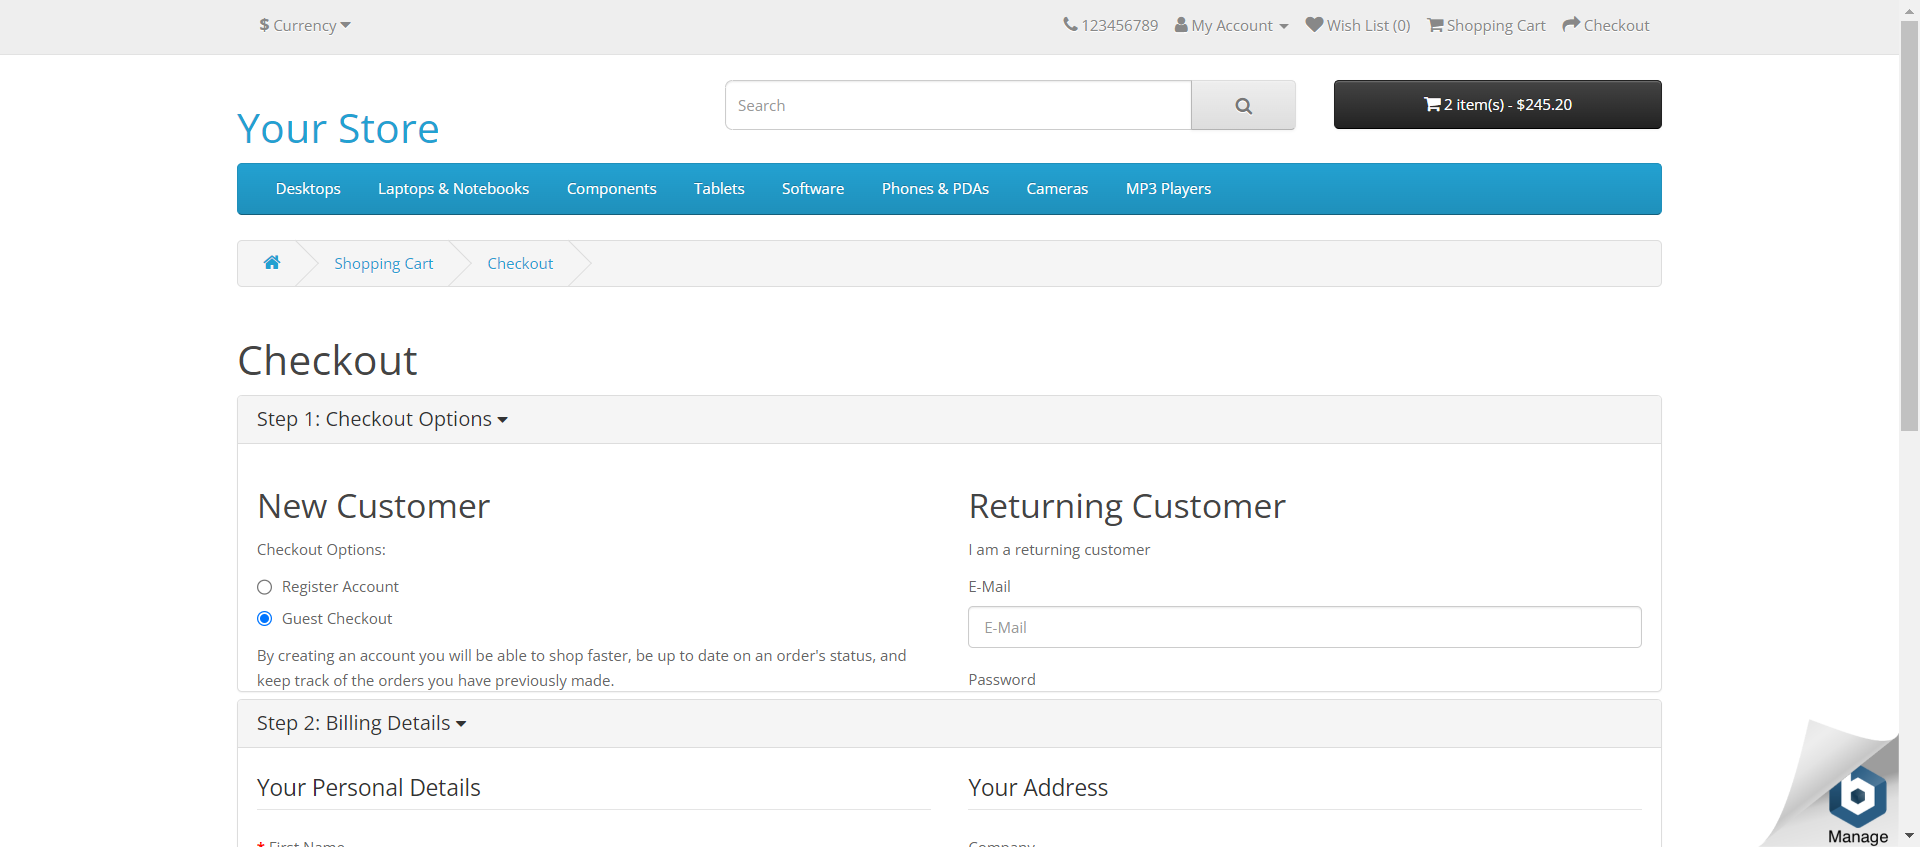 $ Currency
123456789 My Account Wish List (0) Shopping Cart Checkout
Your Store
Search
2 item(s) - $245.20
Desktops Laptops & Notebooks Components Tablets Software Phones & PDAs Cameras MP3 Players
Shopping Cart Checkout
Checkout
Step 1: Checkout Options
New Customer
Checkout Options:
Register Account
Guest Checkout
By creating an account you will be able to shop faster, be up to date on an order's status, and
keep track of the orders you have previously made.
Returning Customer
I am a returning customer
E-Mail
E-Mail
Password
Step 2: Billing Details
Your Personal Details
* First Name
Your Address
Company
b
Manage